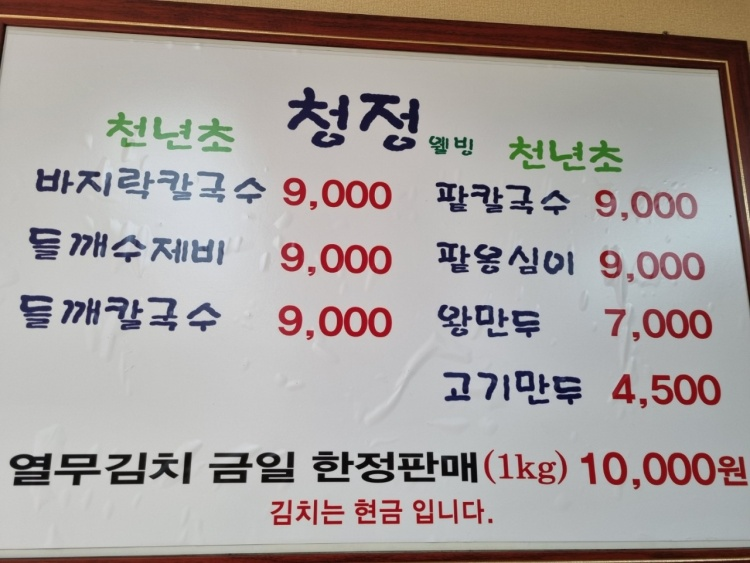 천년초 청정 웰빙 천년초
바지락칼국수 9,000
들깨수제비 9,000
들깨칼국수 9,000
팥칼국수 9,000
팥옹심이 9,000
왕만두 7,000
고기만두 4,500
열무김치 금일 한정판매(1kg) 10,000원
김치는 현금 입니다.